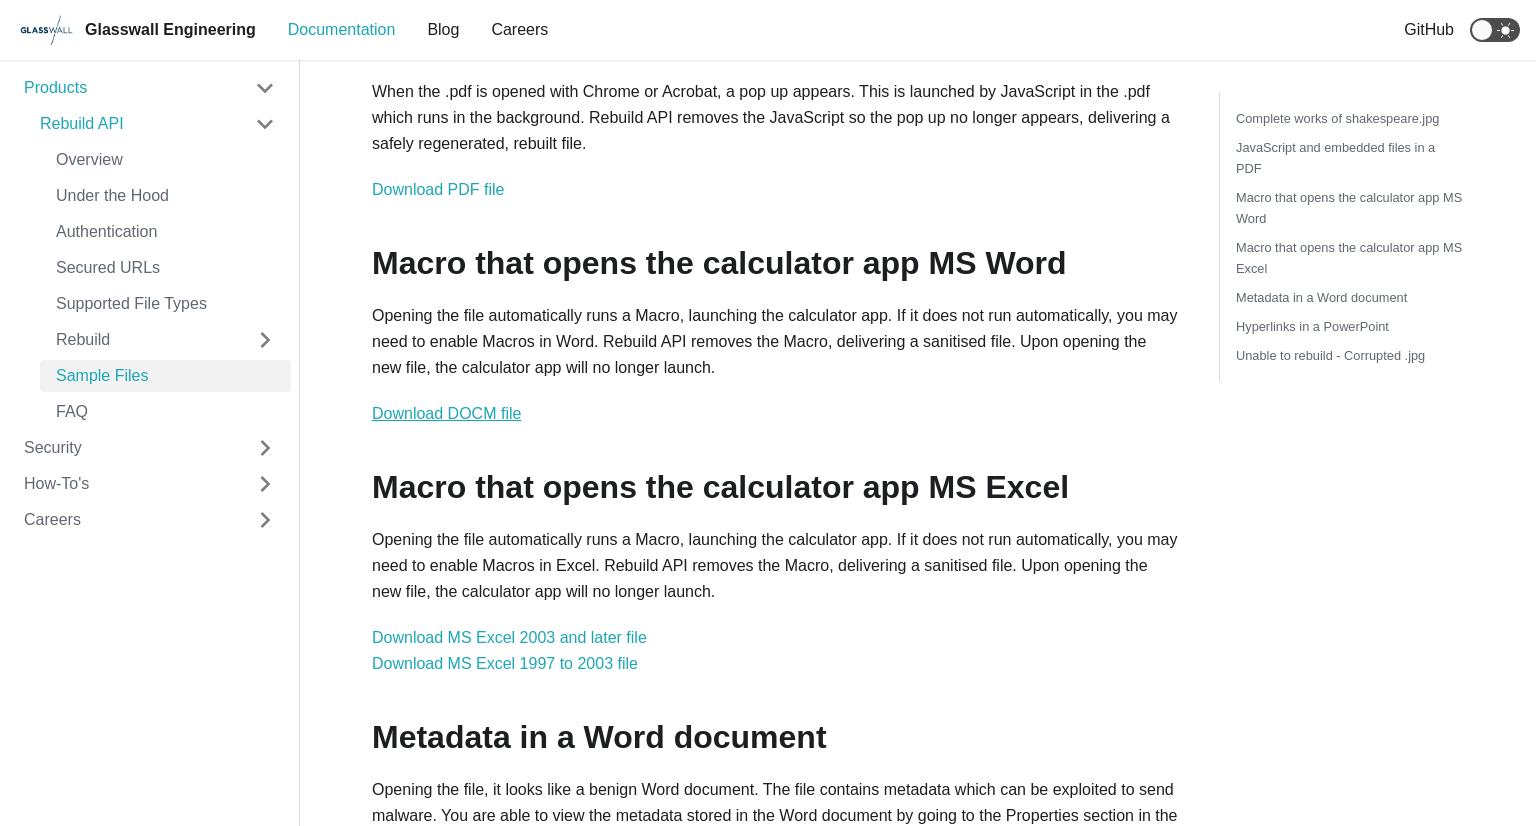 GLASSWALL
Glasswall Engineering
Documentation
Blog
Careers
GitHub
Products
Rebuild API
Overview
Under the Hood
Authentication
Secured URLs
Supported File Types
Rebuild
Sample Files
FAQ
Security
How-To's
Careers
When the .pdf is opened with Chrome or Acrobat, a pop up appears. This is launched by JavaScript in the .pdf
which runs in the background. Rebuild API removes the JavaScript so the pop up no longer appears, delivering a
safely regenerated, rebuilt file.
Download PDF file
Macro that opens the calculator app MS Word
Opening the file automatically runs a Macro, launching the calculator app. If it does not run automatically, you may
need to enable Macros in Word. Rebuild API removes the Macro, delivering a sanitised file. Upon opening the
new file, the calculator app will no longer launch.
Download DOCM file
Macro that opens the calculator app MS Excel
Opening the file automatically runs a Macro, launching the calculator app. If it does not run automatically, you may
need to enable Macros in Excel. Rebuild API removes the Macro, delivering a sanitised file. Upon opening the
new file, the calculator app will no longer launch.
Download MS Excel 2003 and later file
Download MS Excel 1997 to 2003 file
Metadata in a Word document
Opening the file, it looks like a benign Word document. The file contains metadata which can be exploited to send
malware. You are able to view the metadata stored in the Word document by going to the Properties section in the
Complete works of shakespeare.jpg
JavaScript and embedded files in a
PDF
Macro that opens the calculator app MS
Word
Macro that opens the calculator app MS
Excel
Metadata in a Word document
Hyperlinks in a PowerPoint
Unable to rebuild - Corrupted .jpg